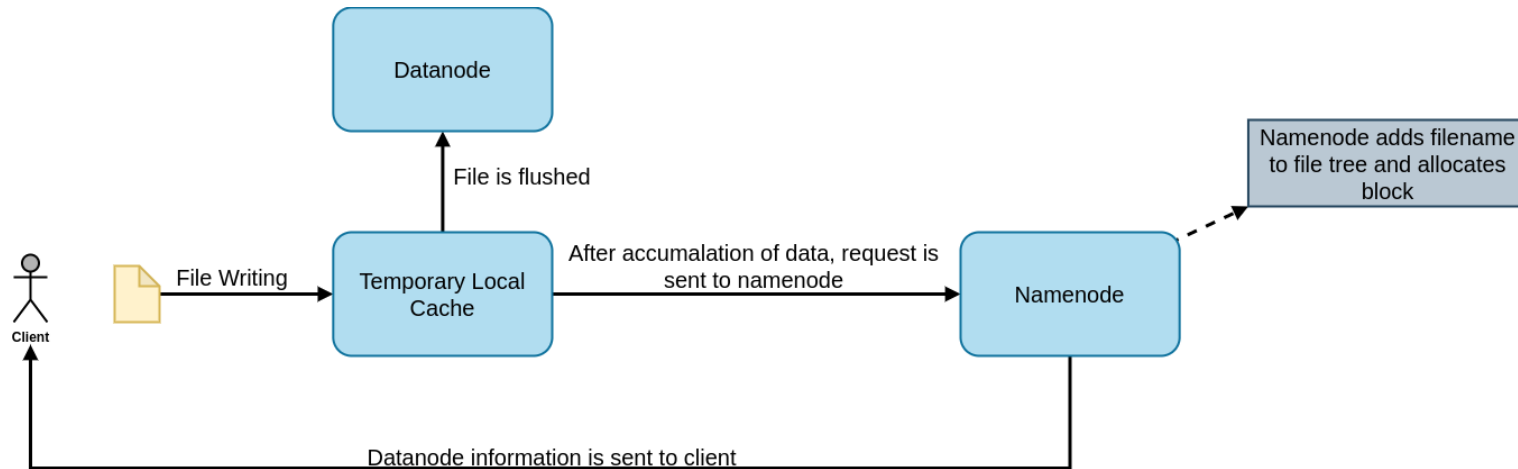 Datanode
File is flushed
Namenode adds filename
to file tree and allocates
block
Client
File Writing
Temporary Local
Cache
After accumalation of data, request is
sent to namenode
Namenode
Datanode information is sent to client